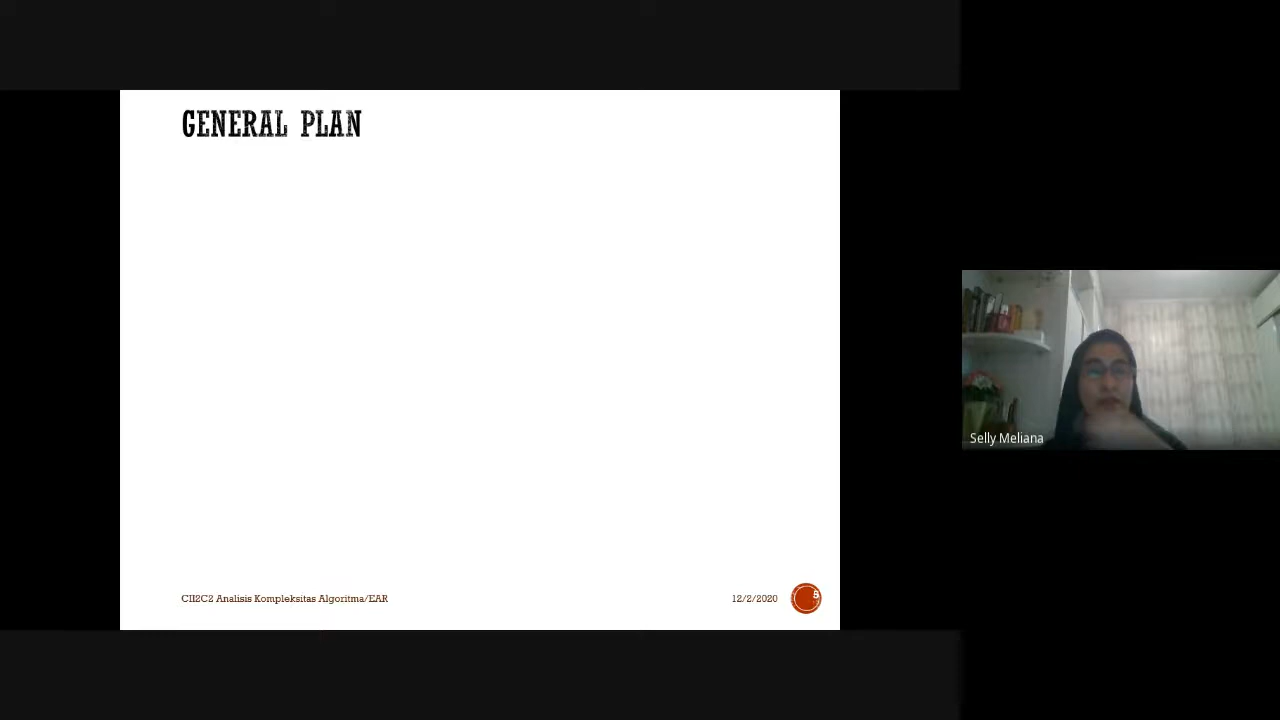 GENERAL PLAN
Selly Meliana
CII2C2 Analisis Kompleksitas Algoritma/EAR
12/2/2020
5